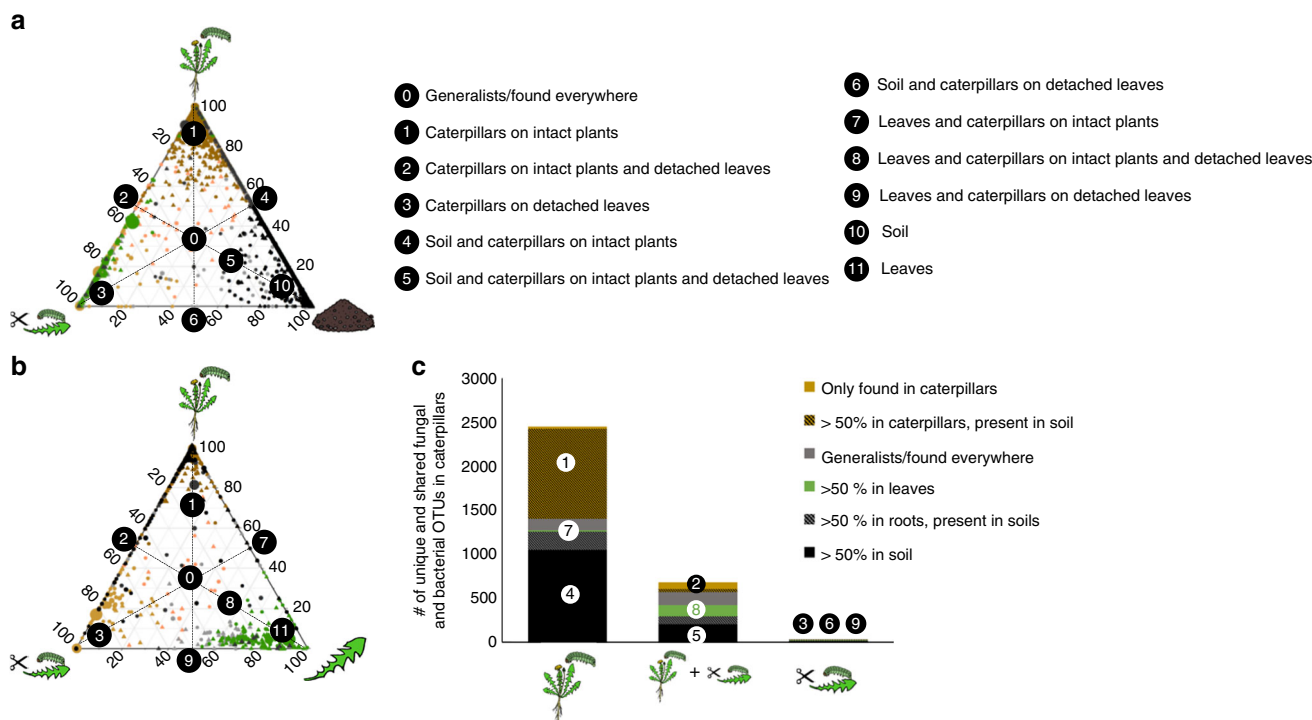 a
100
20
1
80
60
2
4
40
60
40
0
80
5
20
10
3
100
20
40
6
60
80
100
0 Generalists/found everywhere
1 Caterpillars on intact plants
2 Caterpillars on intact plants and detached leaves
3 Caterpillars on detached leaves
4 Soil and caterpillars on intact plants
5 Soil and caterpillars on intact plants and detached leaves
6 Soil and caterpillars on detached leaves
7 Leaves and caterpillars on intact plants
8 Leaves and caterpillars on intact plants and detached leaves
9 Leaves and caterpillars on detached leaves
10 Soil
11 Leaves
b
100
20
80
1
40
60
2
7
60
40
0
80
8
20
11
100
3
20
40
9
60
80
100
c
# of unique and shared fungal
and bacterial OTUs in caterpillars
3000
2500
2000
1500
1000
500
0
1
7
4
2
8
5
3 6 9
+
Only found in caterpillars
> 50% in caterpillars, present in soil
Generalists/found everywhere
>50 % in leaves
>50 % in roots, present in soils
> 50% in soil